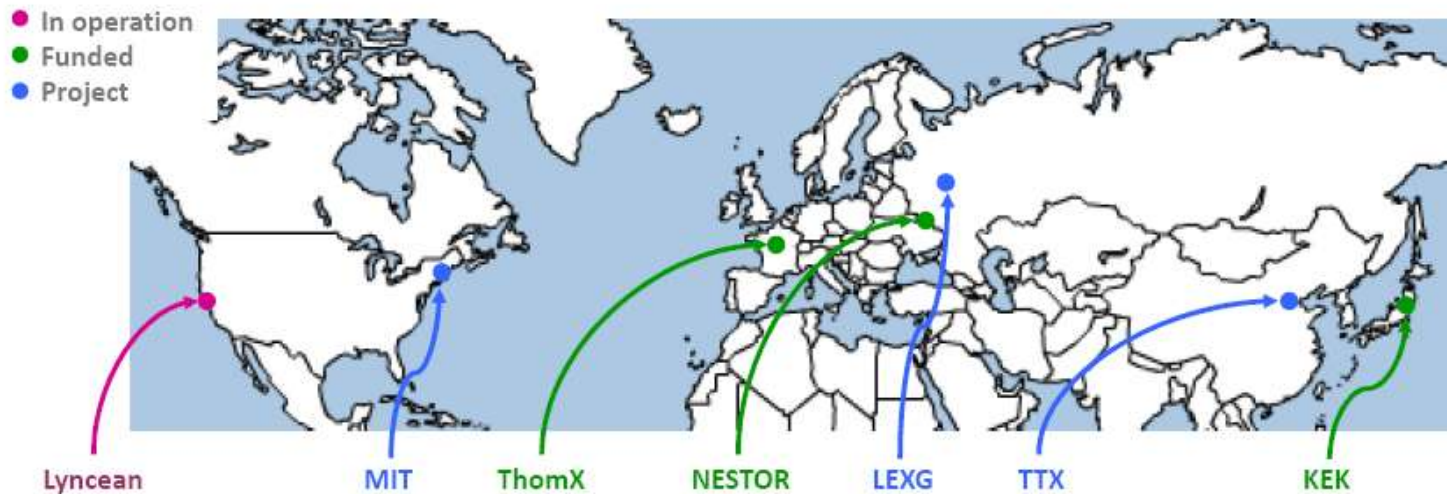 In operation
Funded
Project
Lyncean
MIT
ThomX
NESTOR
LEXG
TTX
KEK